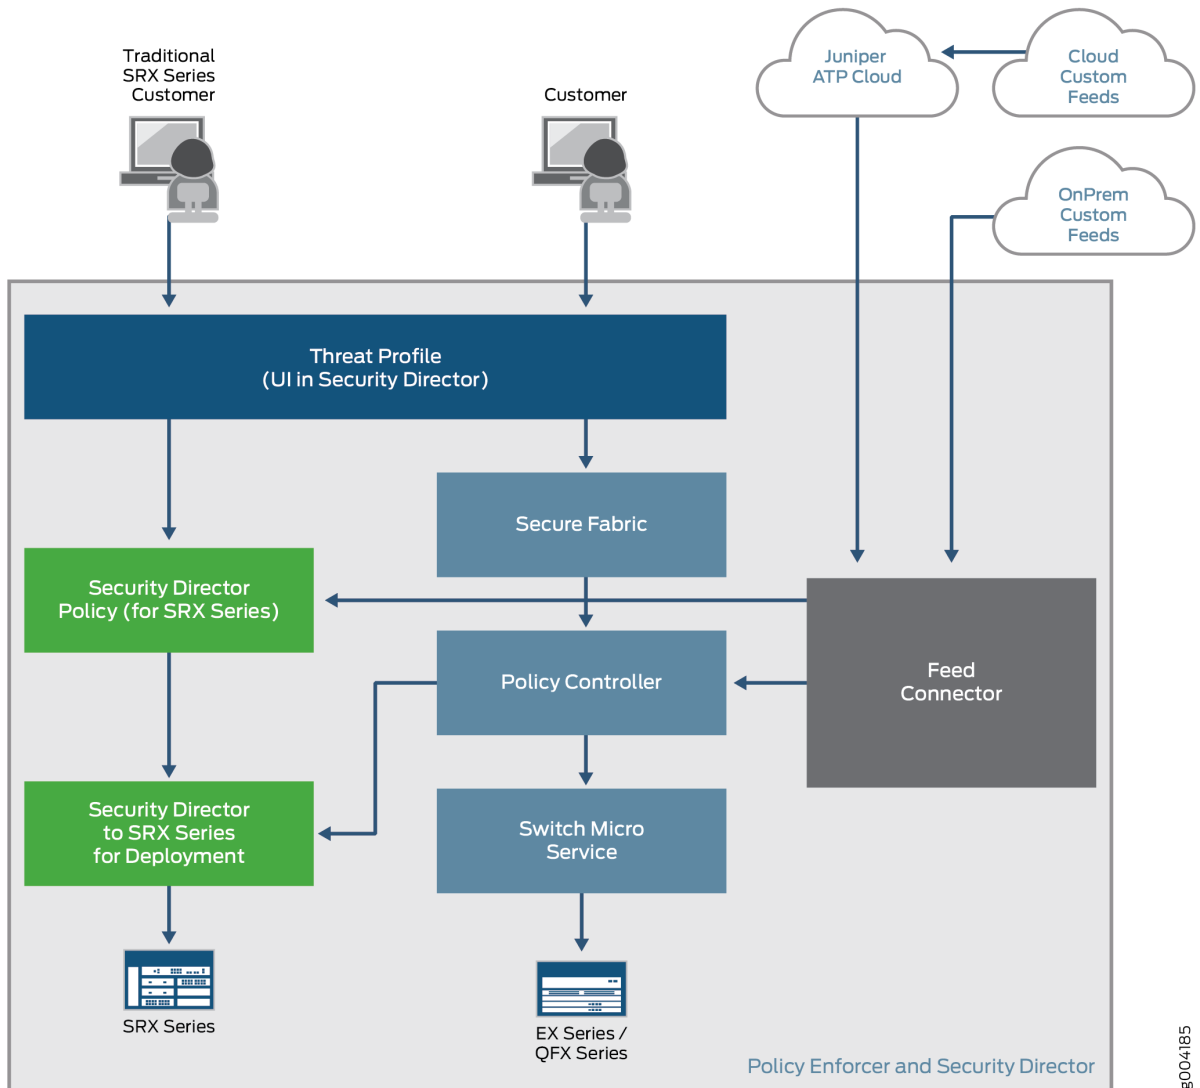 Traditional
SRX Series
Customer
Customer
Juniper
ATP Cloud
Cloud
Custom
Feeds
OnPrem
Custom
Feeds
Threat Profile
(UI in Security Director)
Secure Fabric
Security Director
Policy (for SRX Series)
Policy Controller
Feed
Connector
Security Director
to SRX Series
for Deployment
Switch Micro
Service
SRX Series
EX Series /
QFX Series
Policy Enforcer and Security Director